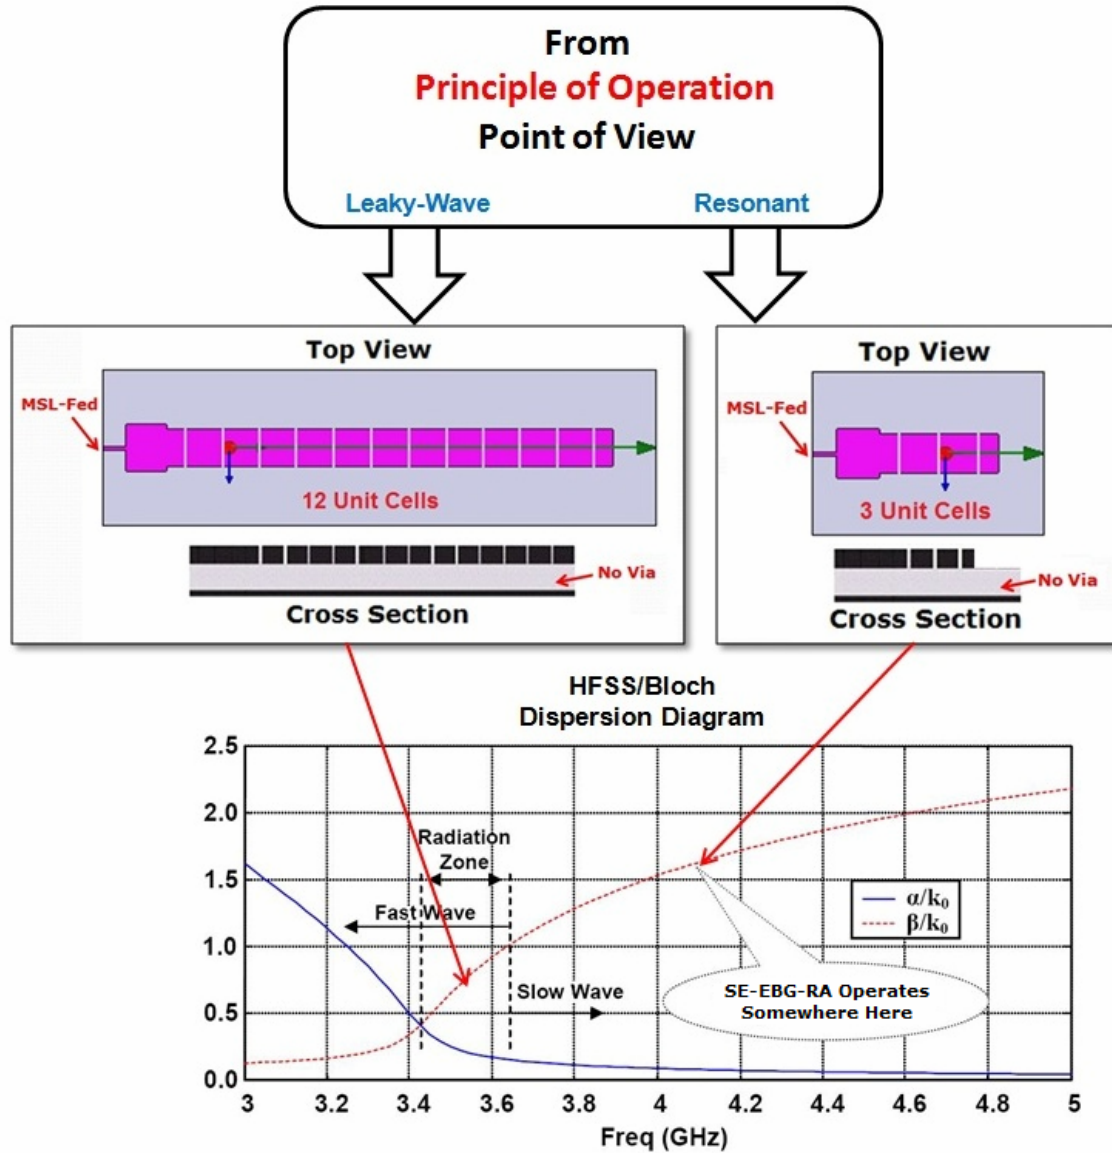 From
Principle of Operation
Point of View
Leaky-Wave
Resonant
Top View
MSL-Fed
12 Unit Cells
No Via
Cross Section
Top View
MSL-Fed
3 Unit Cells
No Via
Cross Section
HFSS/Bloch
Dispersion Diagram
2.5
2.0
1.5
1.0
0.5
0.0
Radiation
Zone
Fast Wave
Slow Wave
α/k₀
β/k₀
SE-EBG-RA Operates
Somewhere Here
3 3.2 3.4 3.6 3.8 4 4.2 4.4 4.6 4.8 5
Freq (GHz)